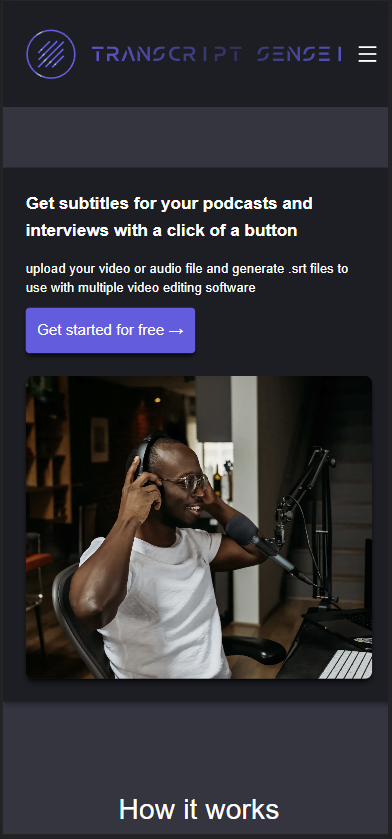 TRANSCRIPT SENSEI
Get subtitles for your podcasts and
interviews with a click of a button
upload your video or audio file and generate .srt files to
use with multiple video editing software
Get started for free →
How it works